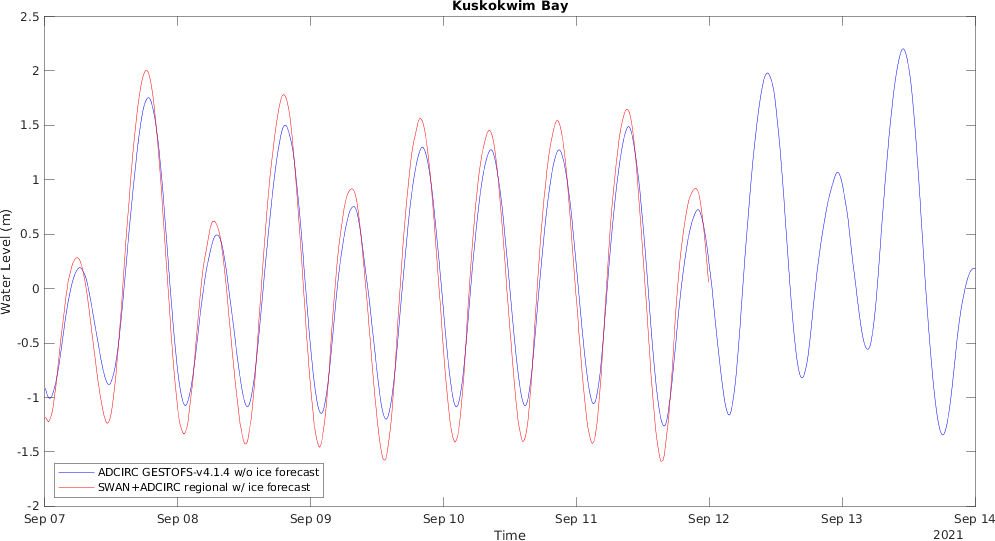 Kuskokwim Bay
2.5
2
1.5
1
0.5
0
-0.5
-1
-1.5
-2
Water Level (m)
ADCIRC GESTOFS-v4.1.4 w/o ice forecast
SWAN+ADCIRC regional w/ ice forecast
Sep 07 Sep 08 Sep 09 Sep 10 Sep 11 Sep 12 Sep 13 Sep 14
Time
2021